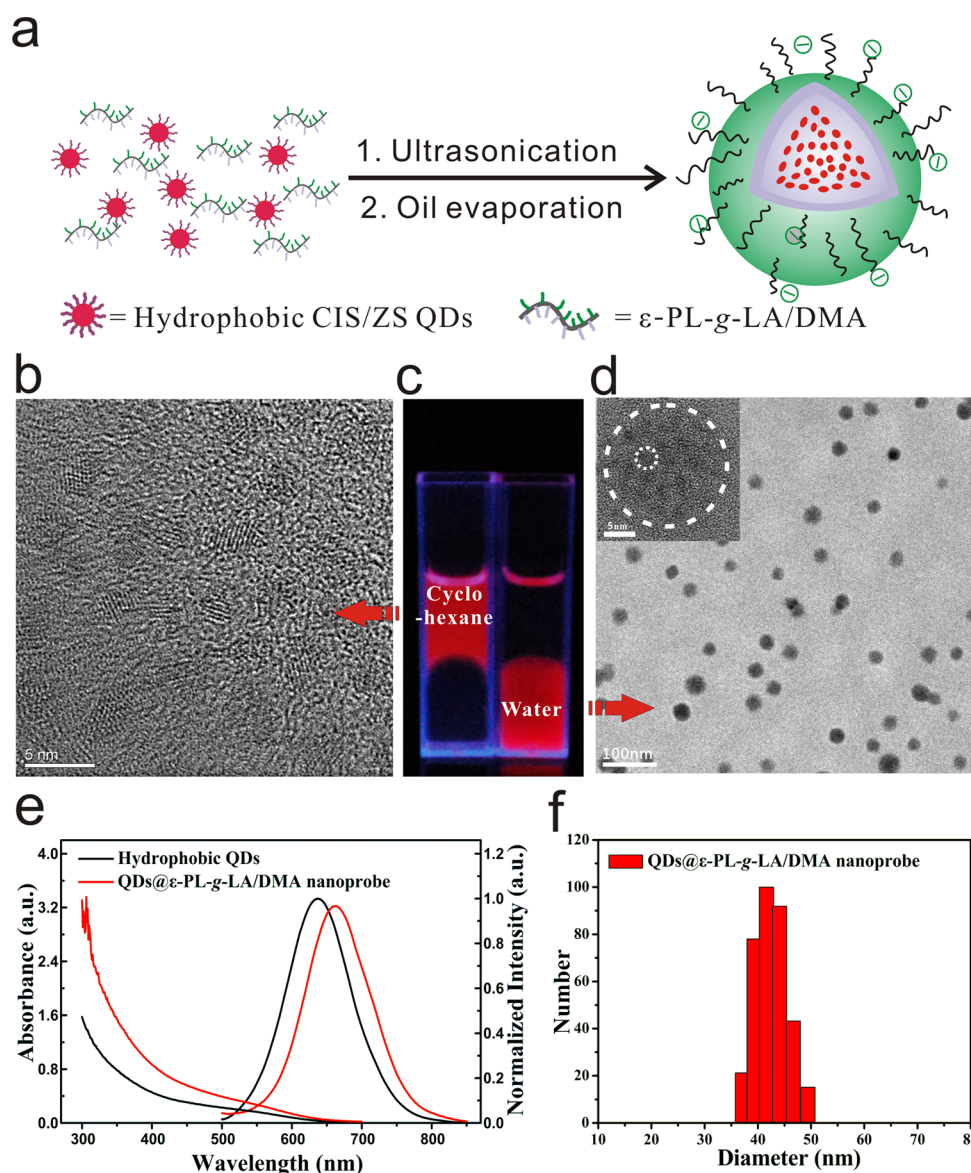 a
1. Ultrasonication
2. Oil evaporation
= Hydrophobic CIS/ZS QDs
= ε-PL-g-LA/DMA
b
c
d
5 nm
Cyclo
-hexane
Water
5nm
100nm
e
4.0
3.2
2.4
1.6
0.8
0.0
Absorbance (a.u.)
Hydrophobic QDs
QDs@ε-PL-g-LA/DMA nanoprobe
1.2
1.0
0.8
0.6
0.4
0.2
0.0
Normalized Intensity (a.u.)
300 400 500 600 700 800
Wavelength (nm)
f
120
100
80
60
40
20
0
Number
QDs@ε-PL-g-LA/DMA nanoprobe
10 20 30 40 50 60 70 80
Diameter (nm)